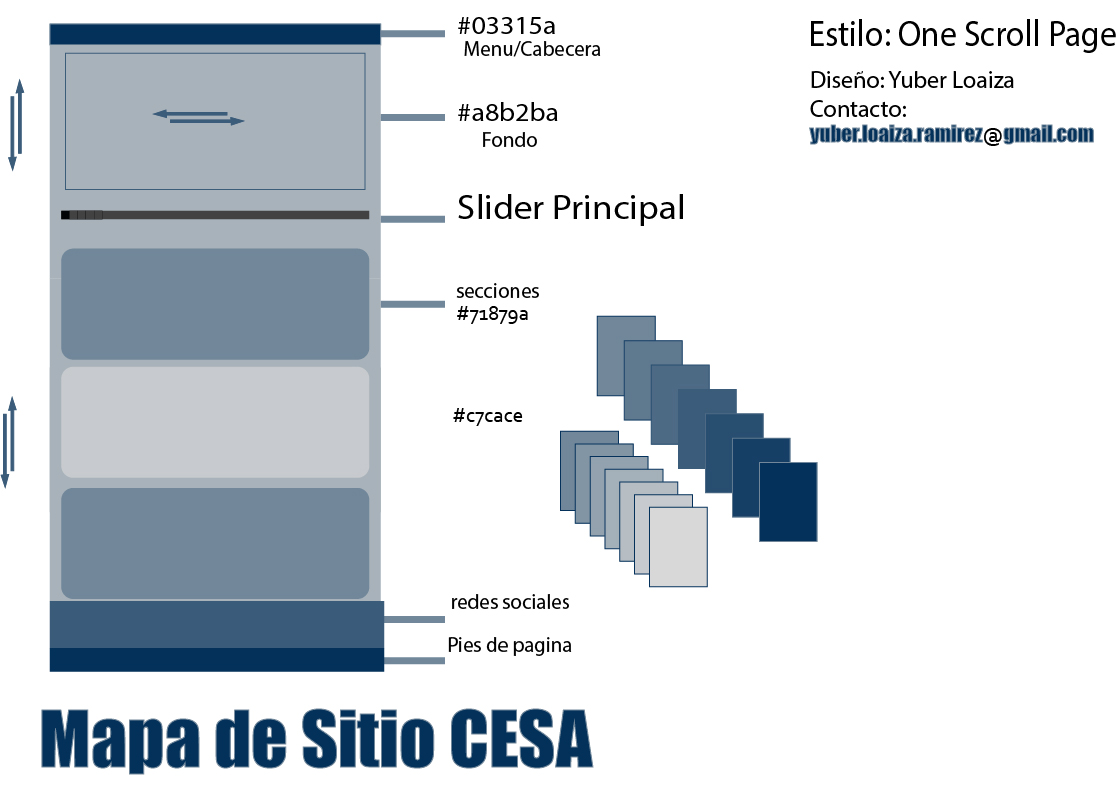 #03315a
Menu/Cabecera
#a8b2ba
Fondo
Slider Principal
secciones
#71879a
#c7cace
redes sociales
Pies de pagina
Estilo: One Scroll Page
Diseño: Yuber Loaiza
Contacto:
yuber.loaiza.ramirez@gmail.com
Mapa de Sitio CESA